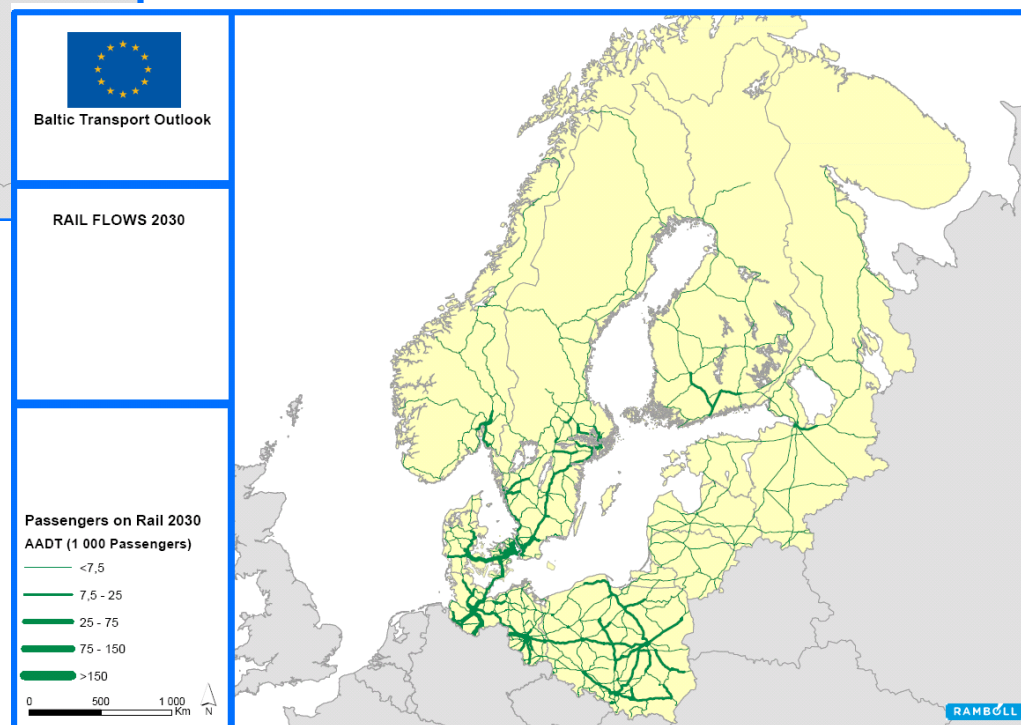 Baltic Transport Outlook
RAIL FLOWS 2030
Passengers on Rail 2030
AADT (1 000 Passengers)
<7,5
7,5 - 25
25 - 75
75 - 150
>150
0 500 1 000
Km
N
RAMBOLL